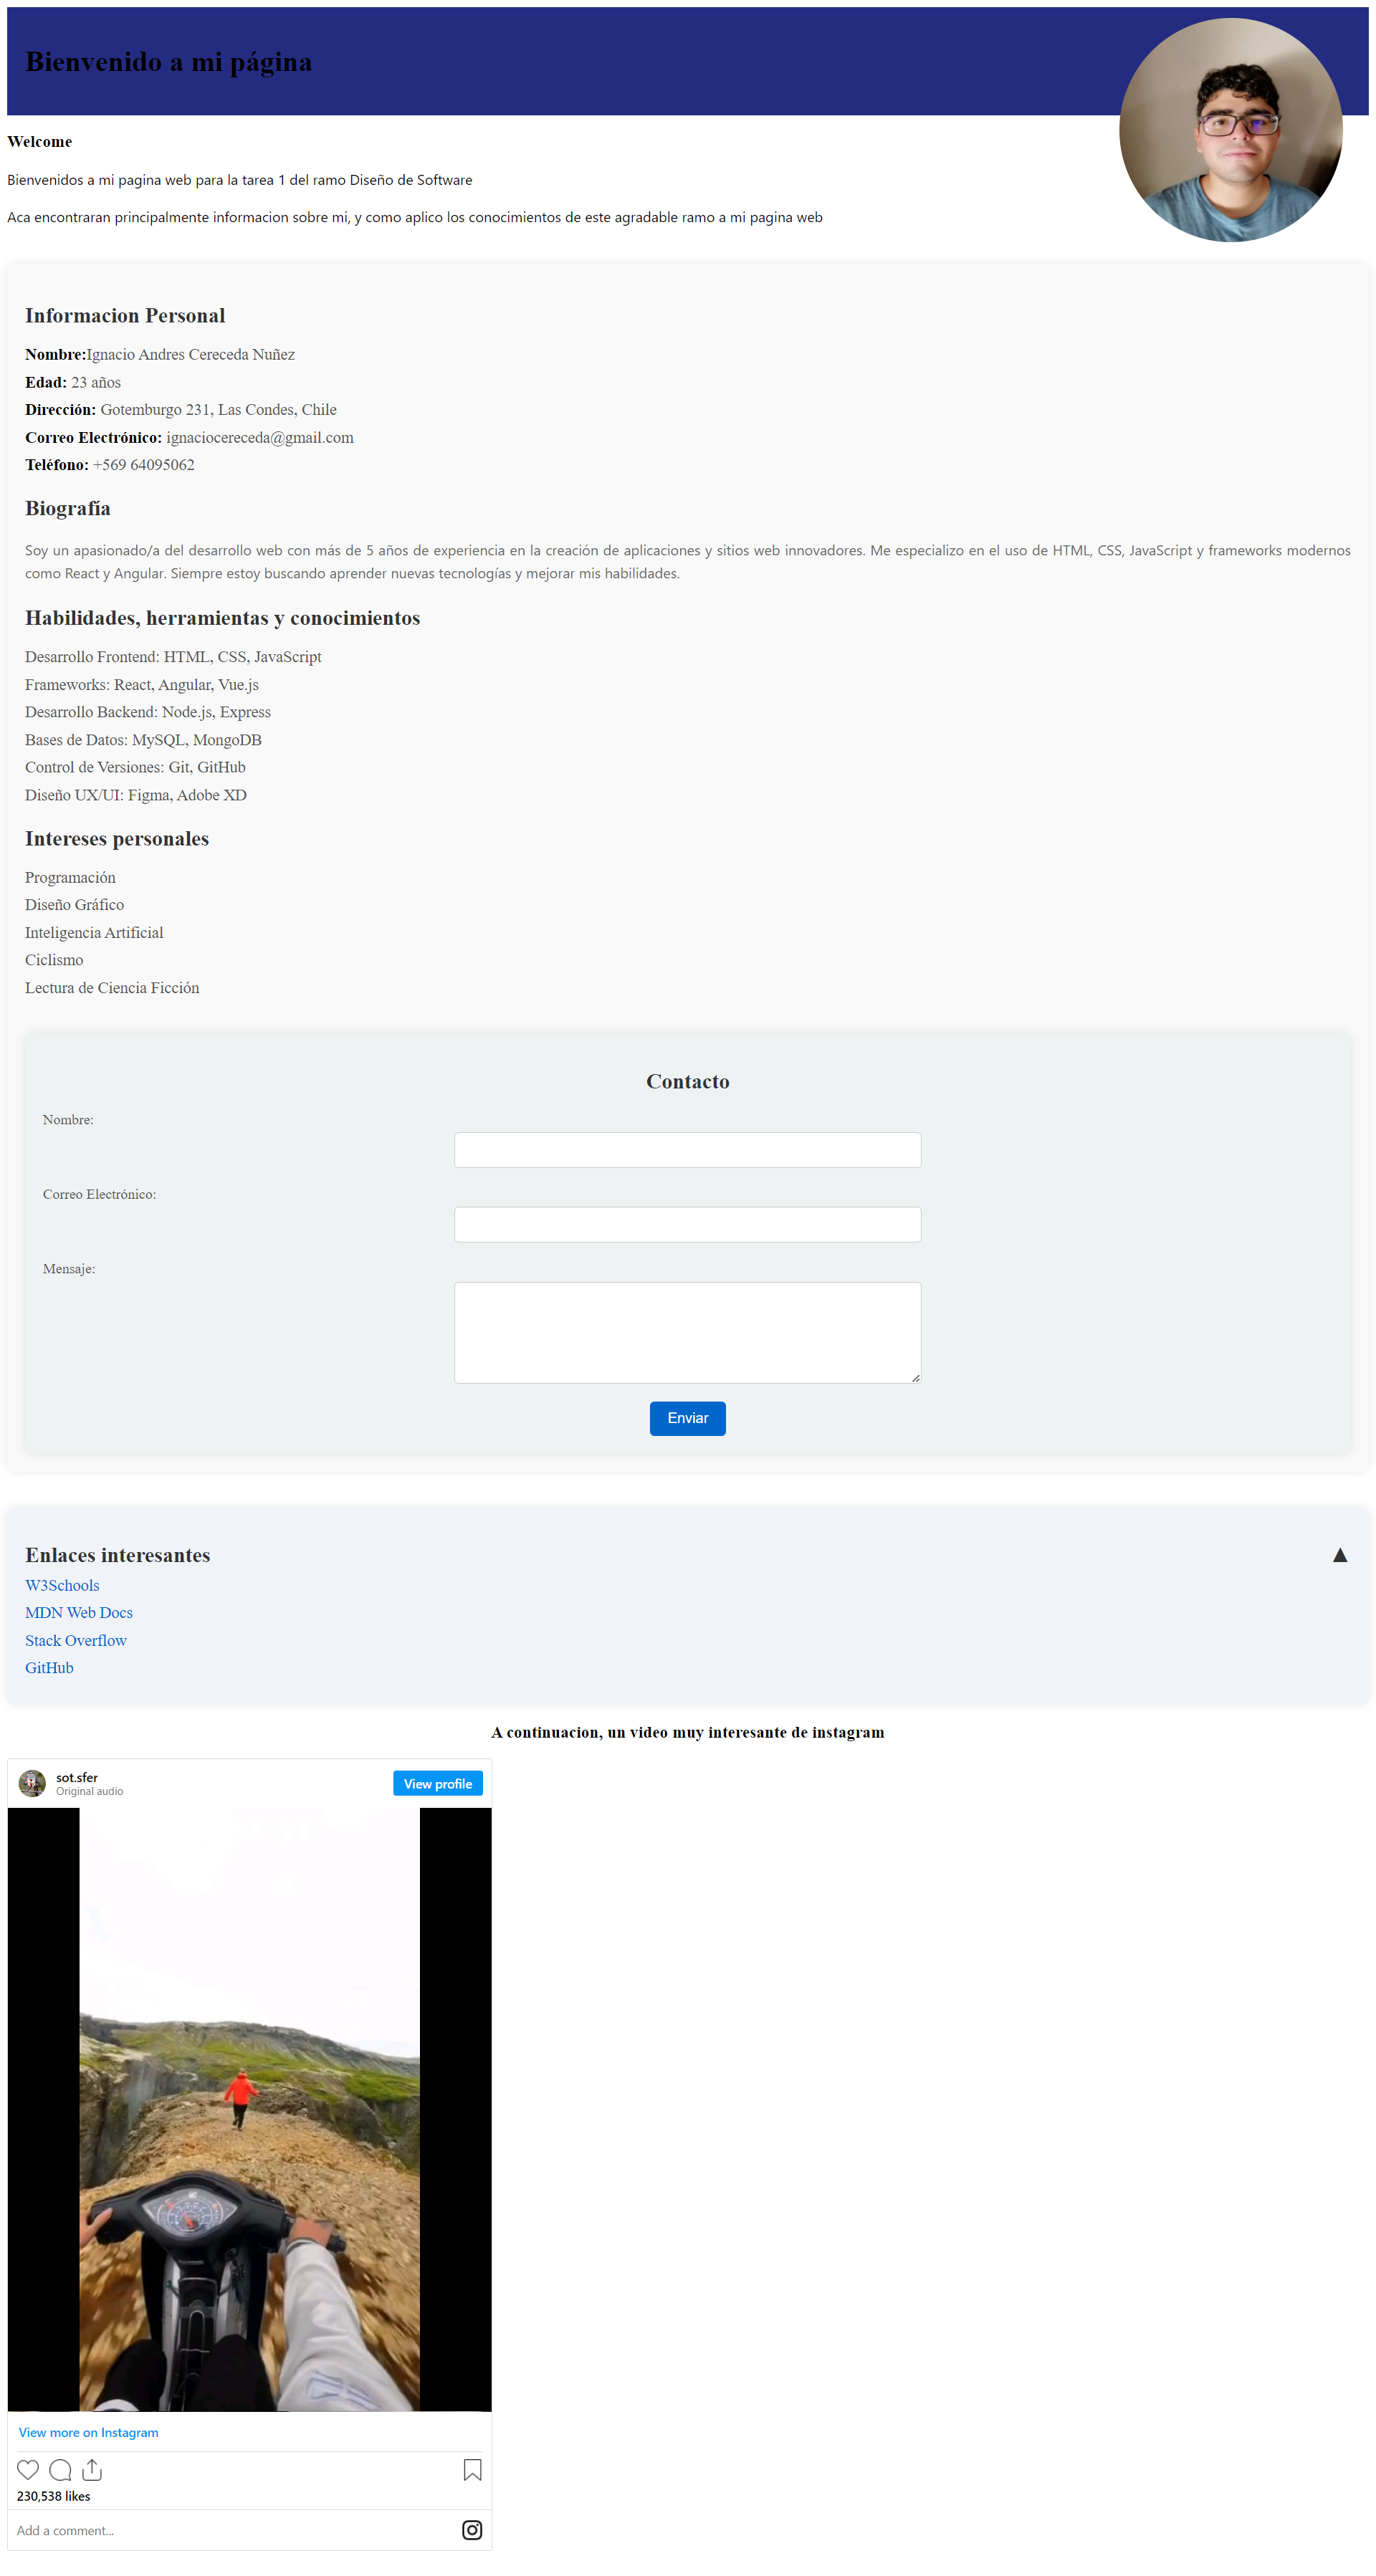 Bienvenido a mi página
Welcome
Bienvenidos a mi pagina web para la tarea 1 del ramo Diseño de Software
Aca encontraran principalmente informacion sobre mi, y como aplico los conocimientos de este agradable ramo a mi pagina web
Informacion Personal
Nombre:Ignacio Andres Cereceda Nuñez
Edad: 23 años
Dirección: Gotemburgo 231, Las Condes, Chile
Correo Electrónico: ignaciocereceda@gmail.com
Teléfono: +569 64095062
Biografía
Soy un apasionado/a del desarrollo web con más de 5 años de experiencia en la creación de aplicaciones y sitios web innovadores. Me especializo en el uso de HTML, CSS, JavaScript y frameworks modernos
como React y Angular. Siempre estoy buscando aprender nuevas tecnologías y mejorar mis habilidades.
Habilidades, herramientas y conocimientos
Desarrollo Frontend: HTML, CSS, JavaScript
Frameworks: React, Angular, Vue.js
Desarrollo Backend: Node.js, Express
Bases de Datos: MySQL, MongoDB
Control de Versiones: Git, GitHub
Diseño UX/UI: Figma, Adobe XD
Intereses personales
Programación
Diseño Gráfico
Inteligencia Artificial
Ciclismo
Lectura de Ciencia Ficción
Contacto
Nombre:
Correo Electrónico:
Mensaje:
Enviar
Enlaces interesantes ▲
W3Schools
MDN Web Docs
Stack Overflow
GitHub
A continuacion, un video muy interesante de instagram
sot.sfer
Original audio
View profile
View more on Instagram
230,538 likes
Add a comment...